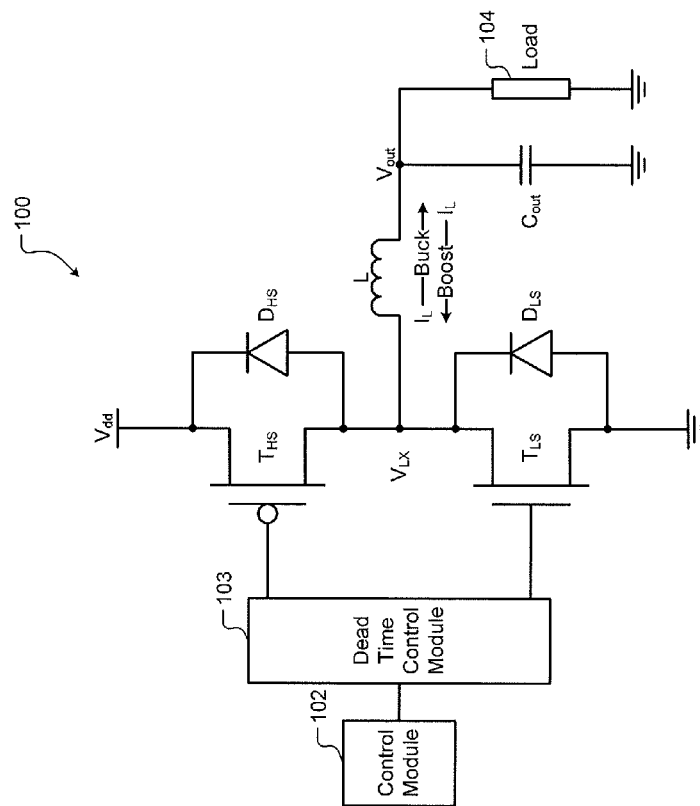 100
V_dd
T_HS
D_HS
103
102
Control
Module
Dead
Time
Control
Module
V_LX
L
I_L — Buck →
← Boost — I_L
V_out
104
Load
C_out
T_LS
D_LS